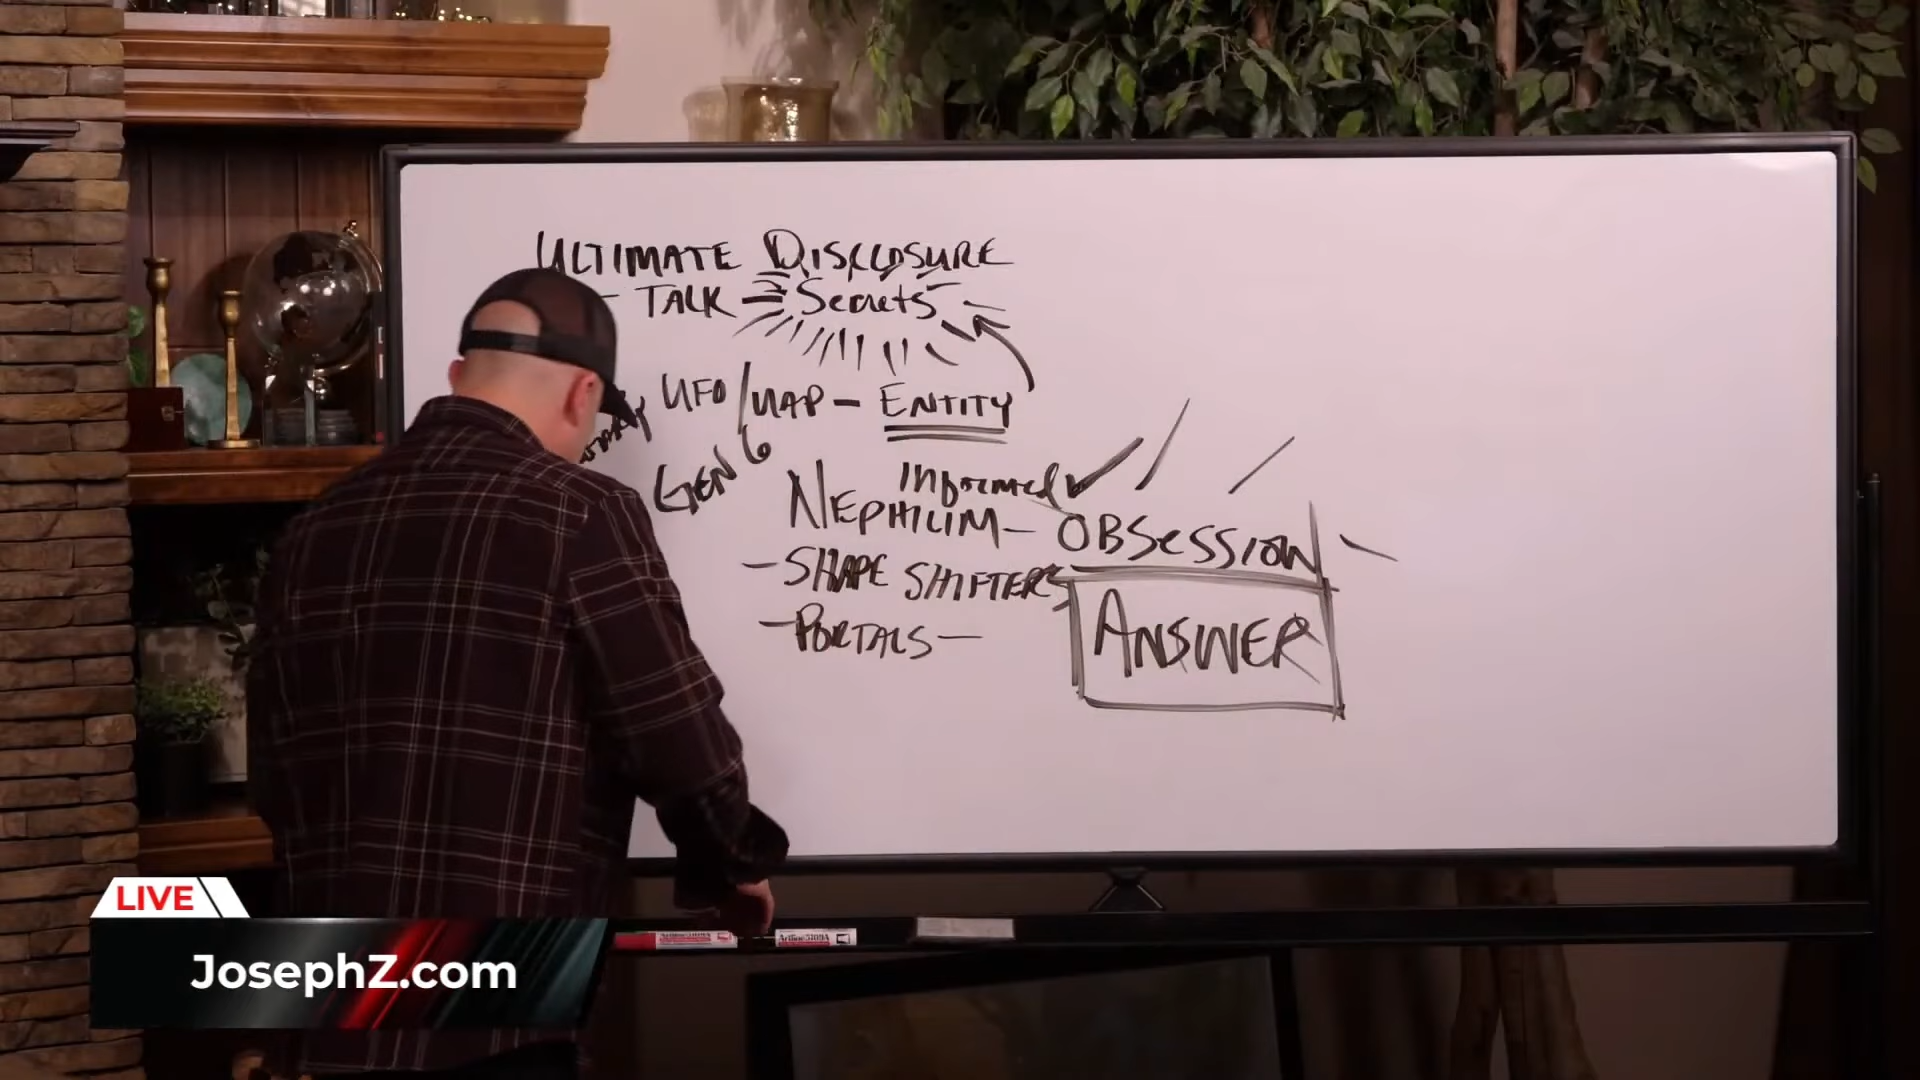 ULTIMATE DISCLOSURE
- TALK = Secrets
UFO/UAP - ENTITY
GEN 6
Informed
NEPHILIM - OBSESSION
- SHAPE SHIFTERS
ANSWER
- PORTALS -
LIVE
JosephZ.com